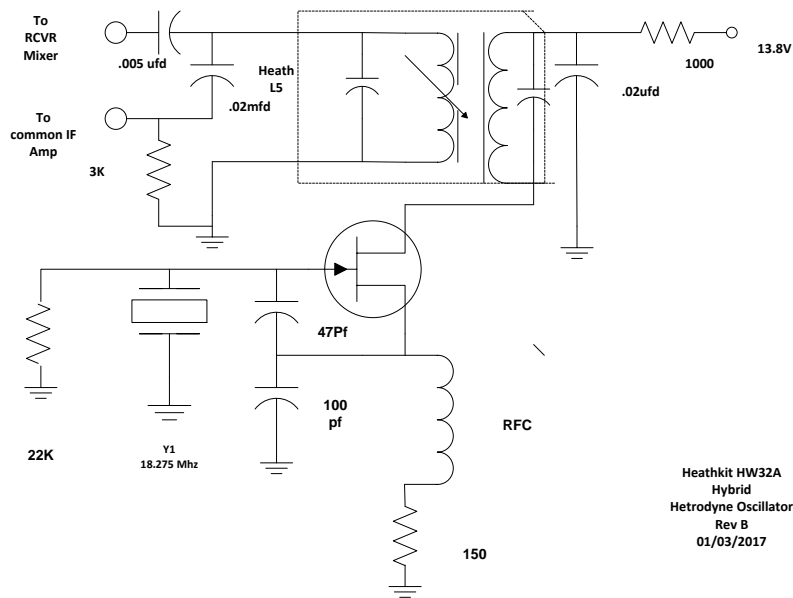 To
RCVR
Mixer
.005 ufd
Heath
L5
.02mfd
To
common IF
Amp
3K
.02ufd
1000
13.8V
47Pf
100
pf
22K
Y1
18.275 Mhz
RFC
150
Heathkit HW32A
Hybrid
Hetrodyne Oscillator
Rev B
01/03/2017